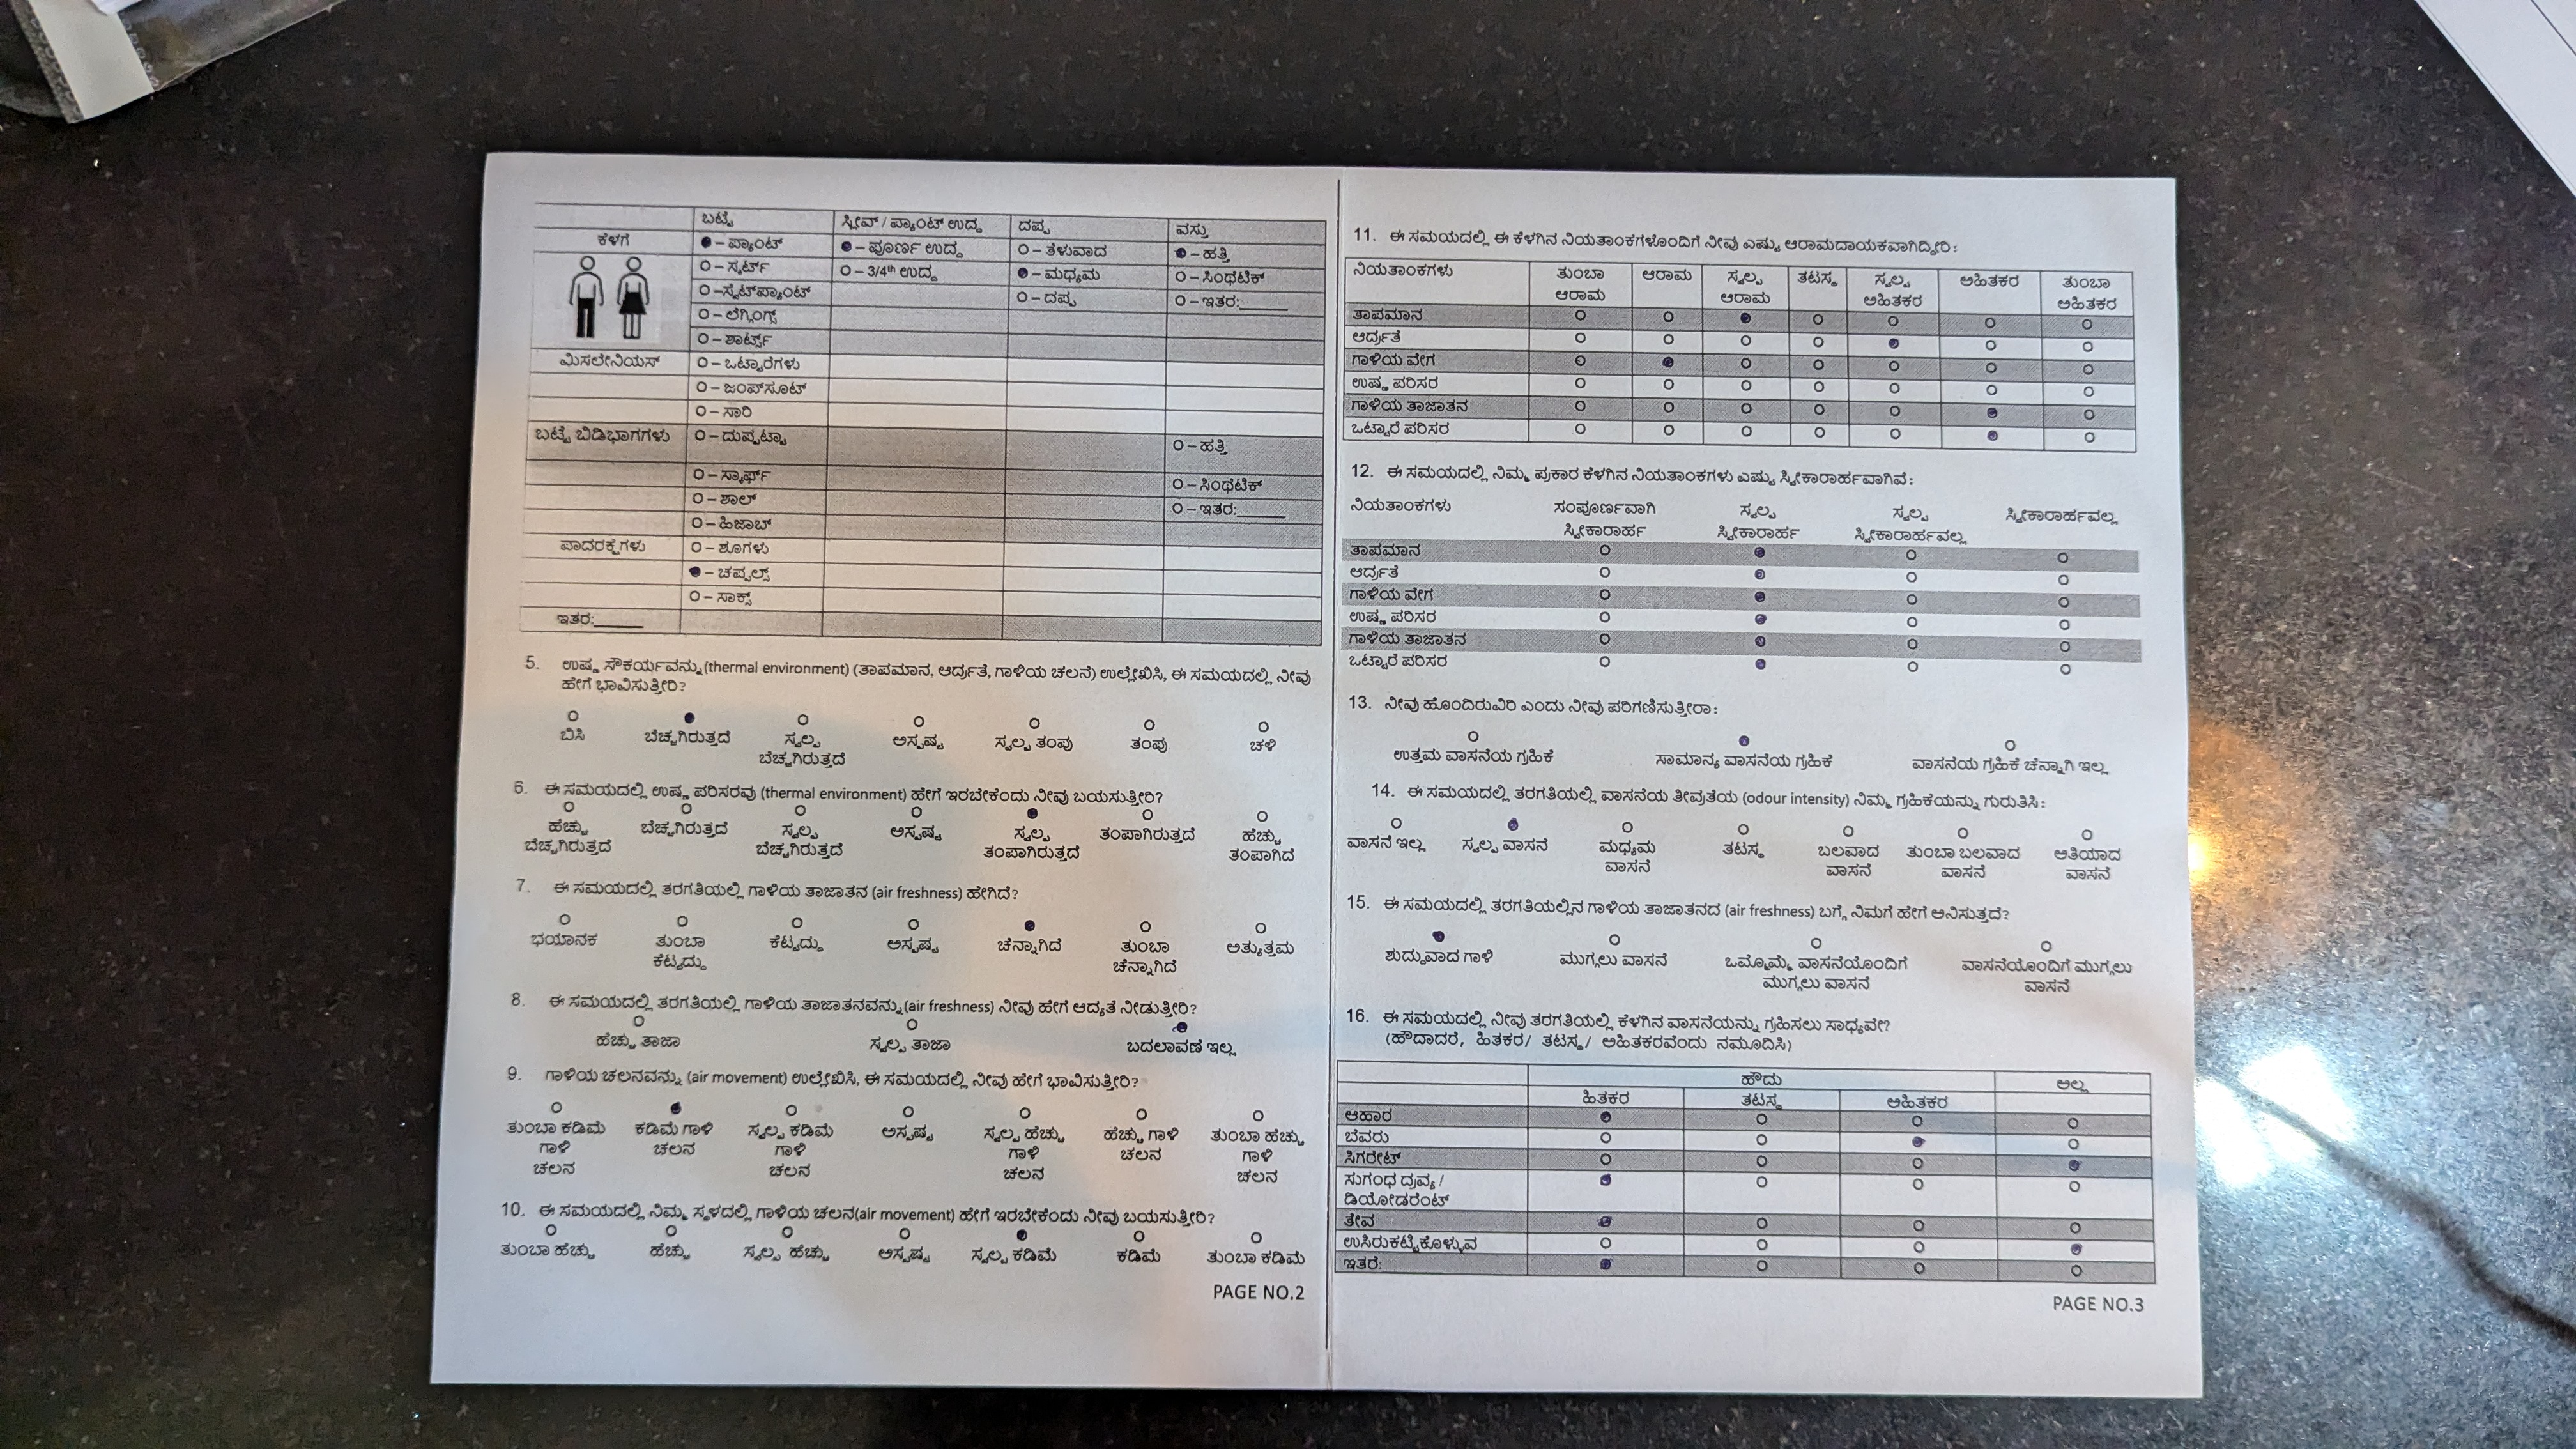 ಬಟ್ಟೆ ಸ್ಲೀವ್ / ಪ್ಯಾಂಟ್ ಉದ್ದ ದಪ್ಪ ವಸ್ತು
ಕೆಳಗೆ ● – ಪ್ಯಾಂಟ್ ● – ಪೂರ್ಣ ಉದ್ದ O – ತೆಳುವಾದ ● – ಹತ್ತಿ
O – ಸ್ಕರ್ಟ್ O – 3/4th ಉದ್ದ ● – ಮಧ್ಯಮ O – ಸಿಂಥೆಟಿಕ್
O –ಸ್ವೆಟ್‌ಪ್ಯಾಂಟ್ O – ದಪ್ಪ O – ಇತರ:______
O – ಲೆಗ್ಗಿಂಗ್ಸ್
O – ಶಾರ್ಟ್ಸ್
ಮಿಸಲೇನಿಯಸ್ O – ಒಟ್ಟಾರೆಗಳು
O – ಜಂಪ್‌ಸೂಟ್
O – ಸಾರಿ
ಬಟ್ಟೆ ಬಿಡಿಭಾಗಗಳು O – ದುಪ್ಪಟ್ಟಾ O – ಹತ್ತಿ
O – ಸ್ಕಾರ್ಫ್ O – ಸಿಂಥೆಟಿಕ್
O – ಶಾಲ್ O – ಇತರ:______
O – ಹಿಜಾಬ್
ಪಾದರಕ್ಷೆಗಳು O – ಶೂಗಳು
● – ಚಪ್ಪಲ್ಸ್
O – ಸಾಕ್ಸ್
ಇತರ:______
5. ಉಷ್ಣ ಸೌಕರ್ಯವನ್ನು (thermal environment) (ತಾಪಮಾನ, ಆರ್ದ್ರತೆ, ಗಾಳಿಯ ಚಲನೆ) ಉಲ್ಲೇಖಿಸಿ, ಈ ಸಮಯದಲ್ಲಿ ನೀವು
ಹೇಗೆ ಭಾವಿಸುತ್ತೀರಿ?
ಬಿಸಿ ಬೆಚ್ಚಗಿರುತ್ತದೆ ಸ್ವಲ್ಪ ಅಸ್ಪಷ್ಟ ಸ್ವಲ್ಪ ತಂಪು ತಂಪು ಚಳಿ
ಬೆಚ್ಚಗಿರುತ್ತದೆ
6. ಈ ಸಮಯದಲ್ಲಿ ಉಷ್ಣ ಪರಿಸರವು (thermal environment) ಹೇಗೆ ಇರಬೇಕೆಂದು ನೀವು ಬಯಸುತ್ತೀರಿ?
ಹೆಚ್ಚು ಬೆಚ್ಚಗಿರುತ್ತದೆ ಸ್ವಲ್ಪ ಅಸ್ಪಷ್ಟ ಸ್ವಲ್ಪ ತಂಪಾಗಿರುತ್ತದೆ ಹೆಚ್ಚು
ಬೆಚ್ಚಗಿರುತ್ತದೆ ಬೆಚ್ಚಗಿರುತ್ತದೆ ತಂಪಾಗಿರುತ್ತದೆ ತಂಪಾಗಿದೆ
7. ಈ ಸಮಯದಲ್ಲಿ ತರಗತಿಯಲ್ಲಿ ಗಾಳಿಯ ತಾಜಾತನ (air freshness) ಹೇಗಿದೆ?
ಭಯಾನಕ ತುಂಬಾ ಕೆಟ್ಟದ್ದು ಅಸ್ಪಷ್ಟ ಚೆನ್ನಾಗಿದೆ ತುಂಬಾ ಅತ್ಯುತ್ತಮ
ಕೆಟ್ಟದ್ದು ಚೆನ್ನಾಗಿದೆ
8. ಈ ಸಮಯದಲ್ಲಿ ತರಗತಿಯಲ್ಲಿ ಗಾಳಿಯ ತಾಜಾತನವನ್ನು (air freshness) ನೀವು ಹೇಗೆ ಆದ್ಯತೆ ನೀಡುತ್ತೀರಿ?
ಹೆಚ್ಚು ತಾಜಾ ಸ್ವಲ್ಪ ತಾಜಾ ಬದಲಾವಣೆ ಇಲ್ಲ
9. ಗಾಳಿಯ ಚಲನವನ್ನು (air movement) ಉಲ್ಲೇಖಿಸಿ, ಈ ಸಮಯದಲ್ಲಿ ನೀವು ಹೇಗೆ ಭಾವಿಸುತ್ತೀರಿ?
ತುಂಬಾ ಕಡಿಮೆ ಕಡಿಮೆ ಗಾಳಿ ಸ್ವಲ್ಪ ಕಡಿಮೆ ಅಸ್ಪಷ್ಟ ಸ್ವಲ್ಪ ಹೆಚ್ಚು ಹೆಚ್ಚು ಗಾಳಿ ತುಂಬಾ ಹೆಚ್ಚು
ಗಾಳಿ ಚಲನ ಗಾಳಿ ಗಾಳಿ ಚಲನ ಗಾಳಿ
ಚಲನ ಚಲನ ಚಲನ ಚಲನ
10. ಈ ಸಮಯದಲ್ಲಿ ನಿಮ್ಮ ಸ್ಥಳದಲ್ಲಿ ಗಾಳಿಯ ಚಲನ(air movement) ಹೇಗೆ ಇರಬೇಕೆಂದು ನೀವು ಬಯಸುತ್ತೀರಿ?
ತುಂಬಾ ಹೆಚ್ಚು ಹೆಚ್ಚು ಸ್ವಲ್ಪ ಹೆಚ್ಚು ಅಸ್ಪಷ್ಟ ಸ್ವಲ್ಪ ಕಡಿಮೆ ಕಡಿಮೆ ತುಂಬಾ ಕಡಿಮೆ
PAGE NO.2
11. ಈ ಸಮಯದಲ್ಲಿ ಈ ಕೆಳಗಿನ ನಿಯತಾಂಕಗಳೊಂದಿಗೆ ನೀವು ಎಷ್ಟು ಆರಾಮದಾಯಕವಾಗಿದ್ದೀರಿ:
ನಿಯತಾಂಕಗಳು ತುಂಬಾ ಆರಾಮ ಸ್ವಲ್ಪ ತಟಸ್ಥ ಸ್ವಲ್ಪ ಅಹಿತಕರ ತುಂಬಾ
ಆರಾಮ ಆರಾಮ ಅಹಿತಕರ ಅಹಿತಕರ
ತಾಪಮಾನ
ಆರ್ದ್ರತೆ
ಗಾಳಿಯ ವೇಗ
ಉಷ್ಣ ಪರಿಸರ
ಗಾಳಿಯ ತಾಜಾತನ
ಒಟ್ಟಾರೆ ಪರಿಸರ
12. ಈ ಸಮಯದಲ್ಲಿ ನಿಮ್ಮ ಪ್ರಕಾರ ಕೆಳಗಿನ ನಿಯತಾಂಕಗಳು ಎಷ್ಟು ಸ್ವೀಕಾರಾರ್ಹವಾಗಿವೆ:
ನಿಯತಾಂಕಗಳು ಸಂಪೂರ್ಣವಾಗಿ ಸ್ವಲ್ಪ ಸ್ವಲ್ಪ ಸ್ವೀಕಾರಾರ್ಹವಲ್ಲ
ಸ್ವೀಕಾರಾರ್ಹ ಸ್ವೀಕಾರಾರ್ಹ ಸ್ವೀಕಾರಾರ್ಹವಲ್ಲ
ತಾಪಮಾನ
ಆರ್ದ್ರತೆ
ಗಾಳಿಯ ವೇಗ
ಉಷ್ಣ ಪರಿಸರ
ಗಾಳಿಯ ತಾಜಾತನ
ಒಟ್ಟಾರೆ ಪರಿಸರ
13. ನೀವು ಹೊಂದಿರುವಿರಿ ಎಂದು ನೀವು ಪರಿಗಣಿಸುತ್ತೀರಾ:
ಉತ್ತಮ ವಾಸನೆಯ ಗ್ರಹಿಕೆ ಸಾಮಾನ್ಯ ವಾಸನೆಯ ಗ್ರಹಿಕೆ ವಾಸನೆಯ ಗ್ರಹಿಕೆ ಚೆನ್ನಾಗಿ ಇಲ್ಲ
14. ಈ ಸಮಯದಲ್ಲಿ ತರಗತಿಯಲ್ಲಿ ವಾಸನೆಯ ತೀವ್ರತೆಯ (odour intensity) ನಿಮ್ಮ ಗ್ರಹಿಕೆಯನ್ನು ಗುರುತಿಸಿ:
ವಾಸನೆ ಇಲ್ಲ ಸ್ವಲ್ಪ ವಾಸನೆ ಮಧ್ಯಮ ತಟಸ್ಥ ಬಲವಾದ ತುಂಬಾ ಬಲವಾದ ಅತಿಯಾದ
ವಾಸನೆ ವಾಸನೆ ವಾಸನೆ ವಾಸನೆ
15. ಈ ಸಮಯದಲ್ಲಿ ತರಗತಿಯಲ್ಲಿನ ಗಾಳಿಯ ತಾಜಾತನದ (air freshness) ಬಗ್ಗೆ ನಿಮಗೆ ಹೇಗೆ ಅನಿಸುತ್ತದೆ?
ಶುದ್ಧವಾದ ಗಾಳಿ ಮುಗ್ಗಲು ವಾಸನೆ ಒಮ್ಮೊಮ್ಮೆ ವಾಸನೆಯೊಂದಿಗೆ ವಾಸನೆಯೊಂದಿಗೆ ಮುಗ್ಗಲು
ಮುಗ್ಗಲು ವಾಸನೆ ವಾಸನೆ
16. ಈ ಸಮಯದಲ್ಲಿ ನೀವು ತರಗತಿಯಲ್ಲಿ ಕೆಳಗಿನ ವಾಸನೆಯನ್ನು ಗ್ರಹಿಸಲು ಸಾಧ್ಯವೇ?
(ಹೌದಾದರೆ, ಹಿತಕರ/ ತಟಸ್ಥ/ ಅಹಿತಕರವೆಂದು ನಮೂದಿಸಿ)
ಹೌದು ಅಲ್ಲ
ಹಿತಕರ ತಟಸ್ಥ ಅಹಿತಕರ
ಆಹಾರ
ಬೆವರು
ಸಿಗರೇಟ್
ಸುಗಂಧ ದ್ರವ್ಯ /
ಡಿಯೋಡರೆಂಟ್
ತೇವ
ಉಸಿರುಕಟ್ಟಿಕೊಳ್ಳುವ
ಇತರೆ:
PAGE NO.3